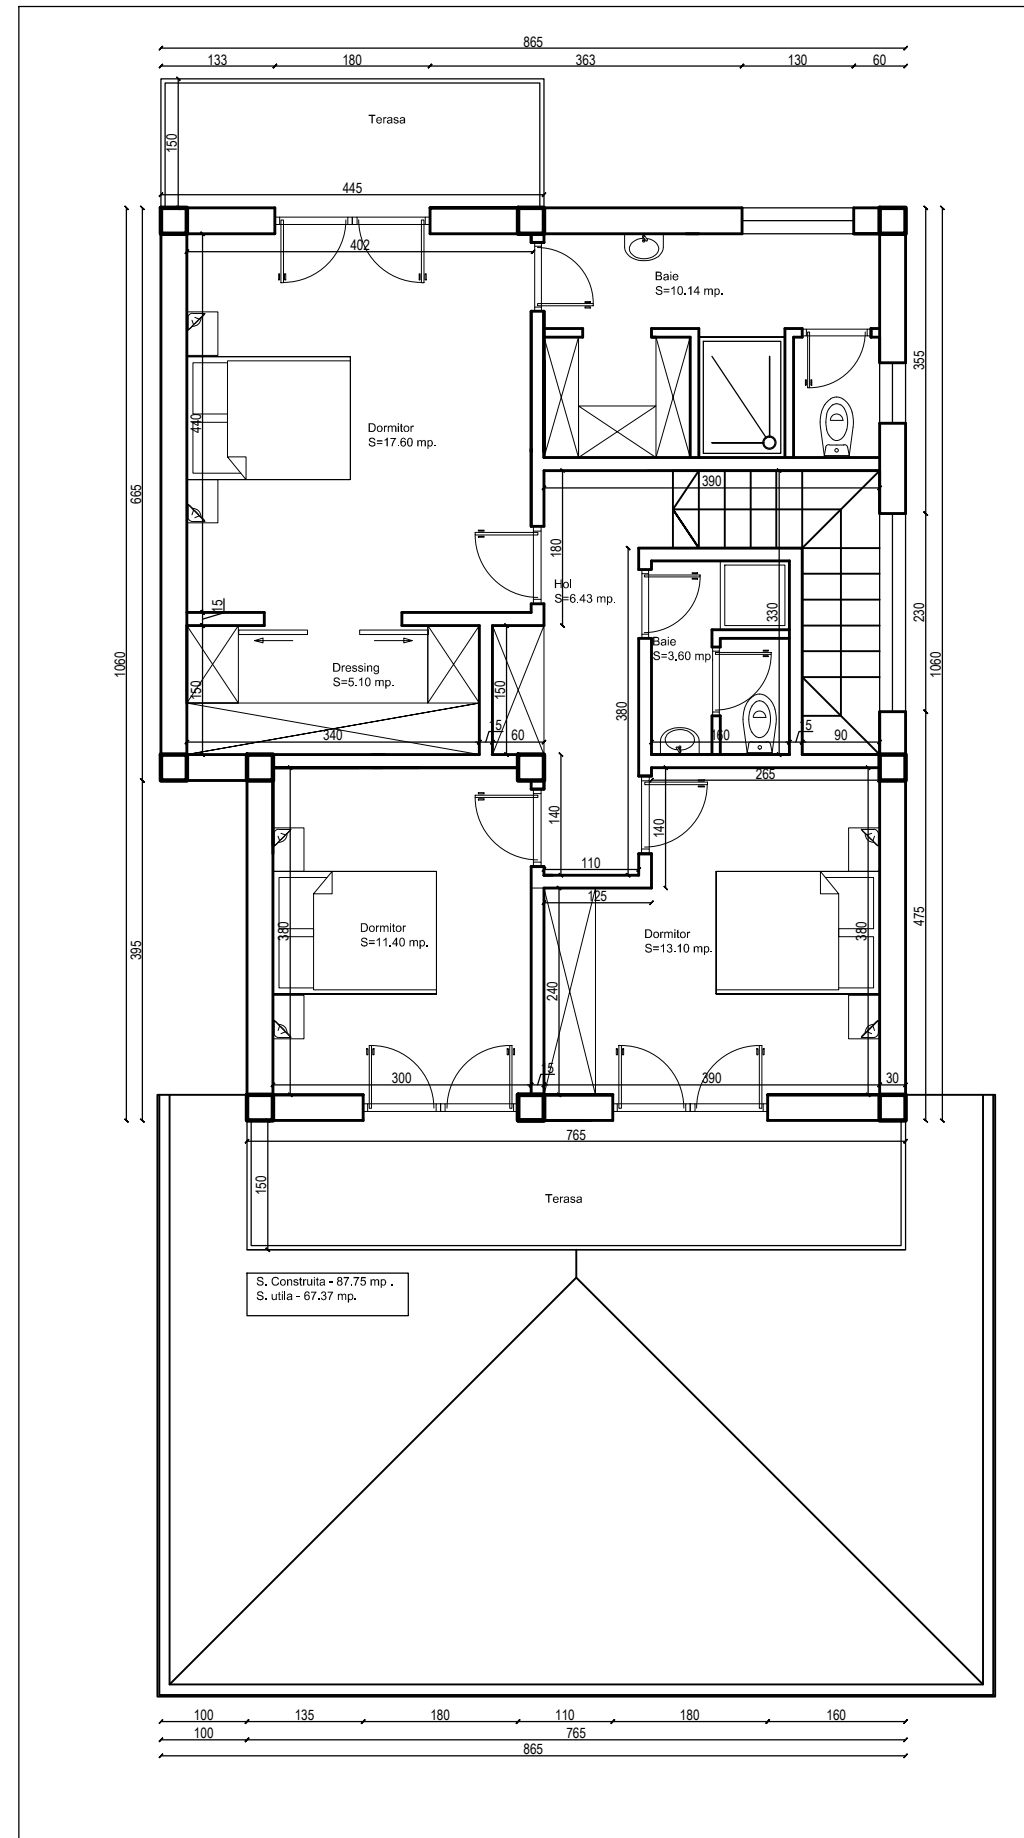 865
133 180 363 130 60
Terasa
150
445
402
Baie
S=10.14 mp.
355
440
Dormitor
S=17.60 mp.
665
390
180
Hol
S=6.43 mp.
330
230
15
1060
1060
Baie
S=3.60 mp
Dressing
S=5.10 mp.
150
150
380
15
340
60
160
15
90
265
140
140
110
125
475
380
Dormitor
S=11.40 mp.
Dormitor
S=13.10 mp.
380
395
240
15
300
390
30
765
150
Terasa
S. Construita - 87.75 mp .
S. utila - 67.37 mp.
100 135 180 110 180 160
100 765
865